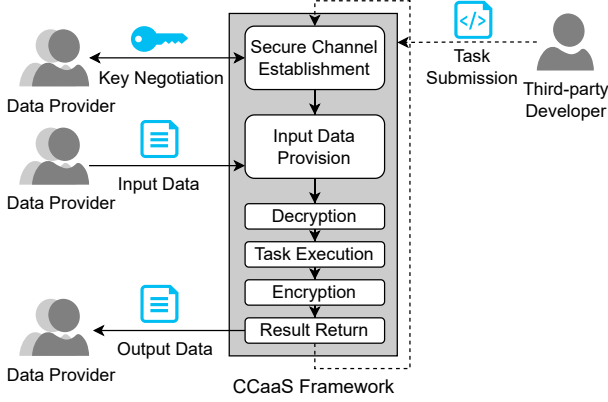 </>
Secure Channel
Establishment
Key Negotiation
Data Provider
Task
Submission
Third-party
Developer
Input Data
Provision
Input Data
Data Provider
Decryption
Task Execution
Encryption
Result Return
Output Data
Data Provider
CCaaS Framework